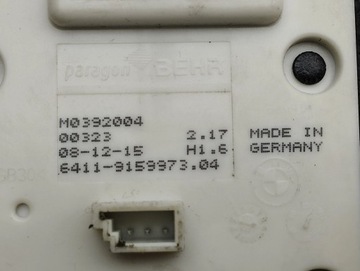 paragon BEHR
M0392004
00323 2.17
08-12-15 H1.6
6411-9159973.04
MADE IN
GERMANY